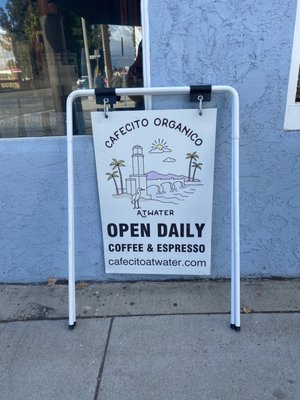 CAFECITO ORGANICO
ATWATER
OPEN DAILY
COFFEE & ESPRESSO
cafecitoatwater.com